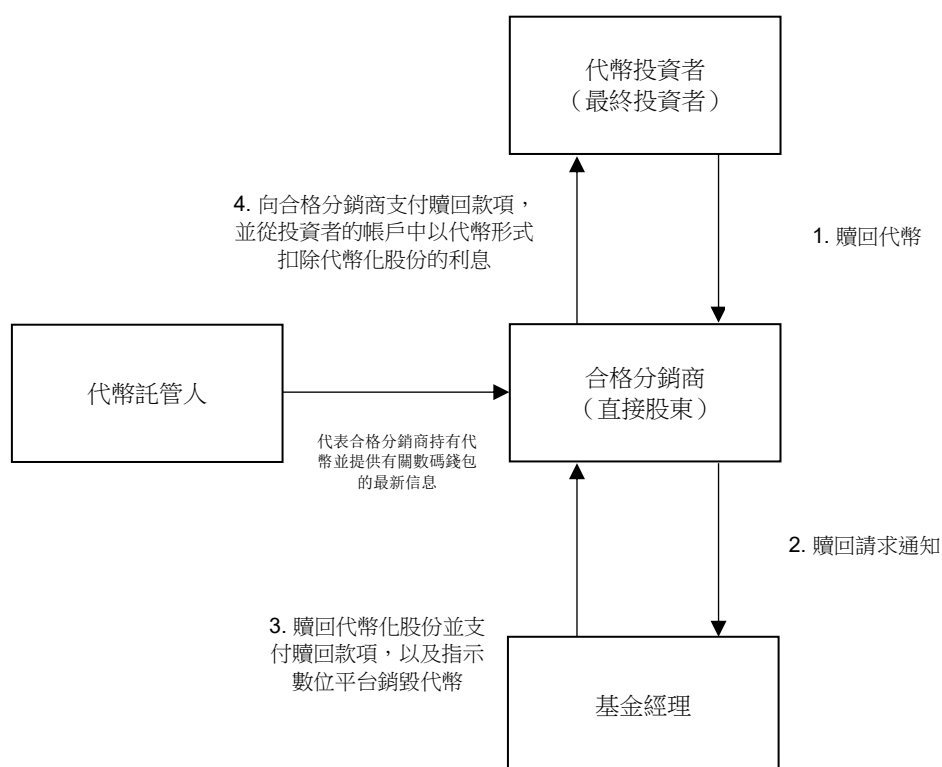 代幣投資者
（最終投資者）
4. 向合格分銷商支付贖回款項，
並從投資者的帳戶中以代幣形式
扣除代幣化股份的利息
1. 贖回代幣
代幣託管人
合格分銷商
（直接股東）
代表合格分銷商持有代
幣並提供有關數碼錢包
的最新信息
2. 贖回請求通知
3. 贖回代幣化股份並支
付贖回款項，以及指示
數位平台銷毀代幣
基金經理